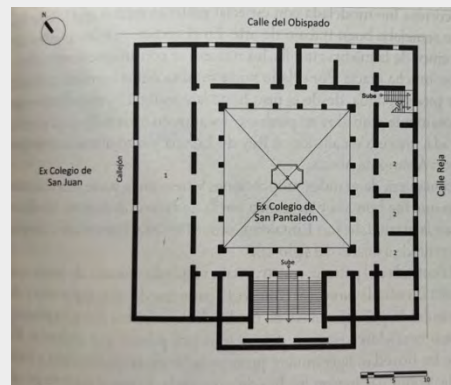 N
Calle del Obispado
Sube
Ex Colegio de
San Juan
Callejón
1
2
Calle Reja
Ex Colegio de
San Pantaleón
2
2
Sube
10